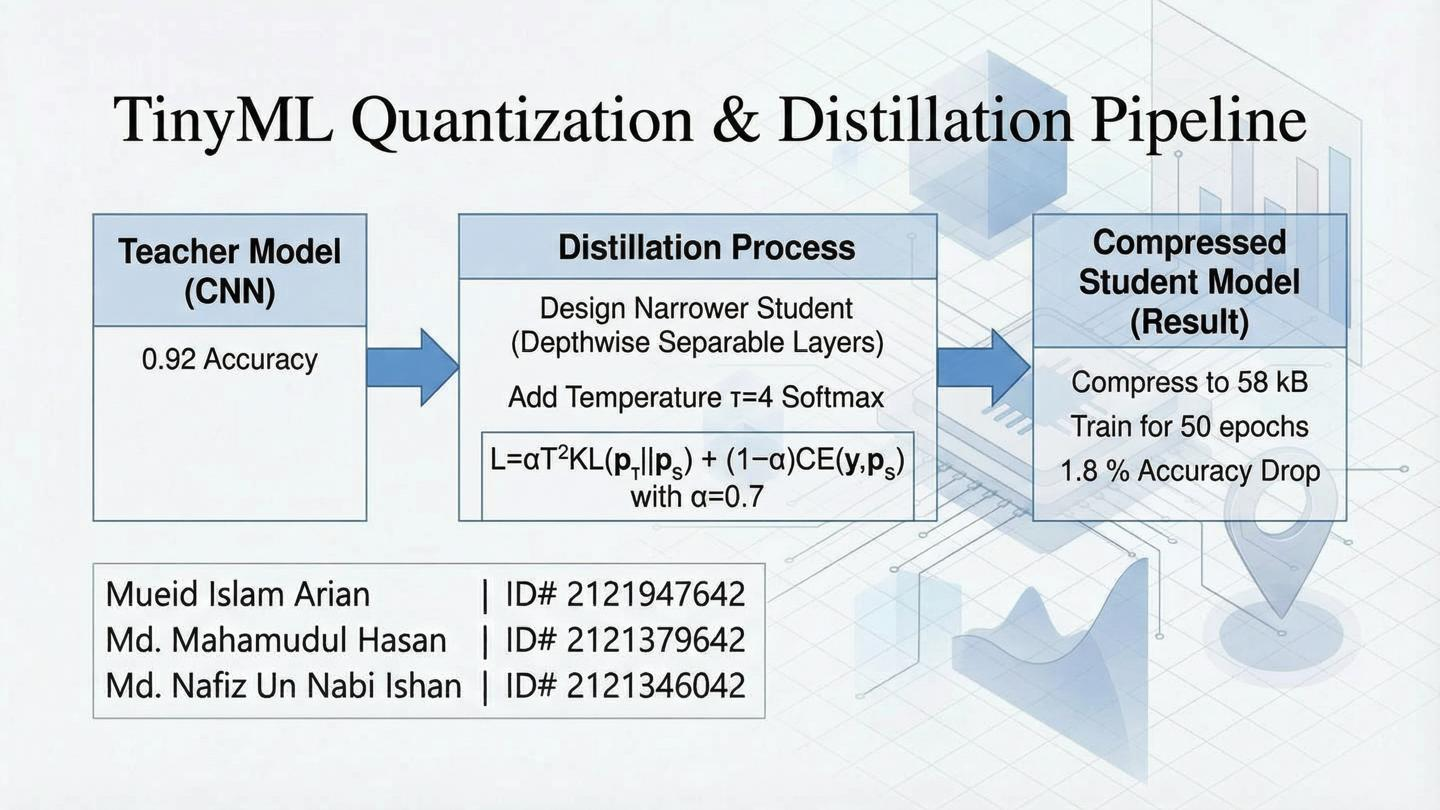 TinyML Quantization & Distillation Pipeline
Teacher Model
(CNN)
0.92 Accuracy
Distillation Process
Design Narrower Student
(Depthwise Separable Layers)
Add Temperature τ=4 Softmax
L=αT²KL(p_T||p_S) + (1−α)CE(y,p_S)
with α=0.7
Compressed
Student Model
(Result)
Compress to 58 kB
Train for 50 epochs
1.8 % Accuracy Drop
Mueid Islam Arian | ID# 2121947642
Md. Mahamudul Hasan | ID# 2121379642
Md. Nafiz Un Nabi Ishan | ID# 2121346042